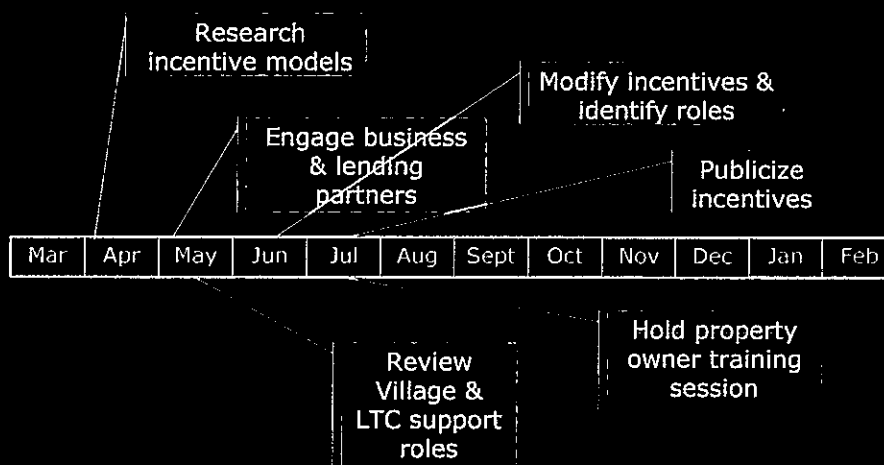 Research
incentive models
Modify incentives &
identify roles
Engage business
& lending
partners
Publicize
incentives
Mar Apr May Jun Jul Aug Sept Oct Nov Dec Jan Feb
Review
Village &
LTC support
roles
Hold property
owner training
session